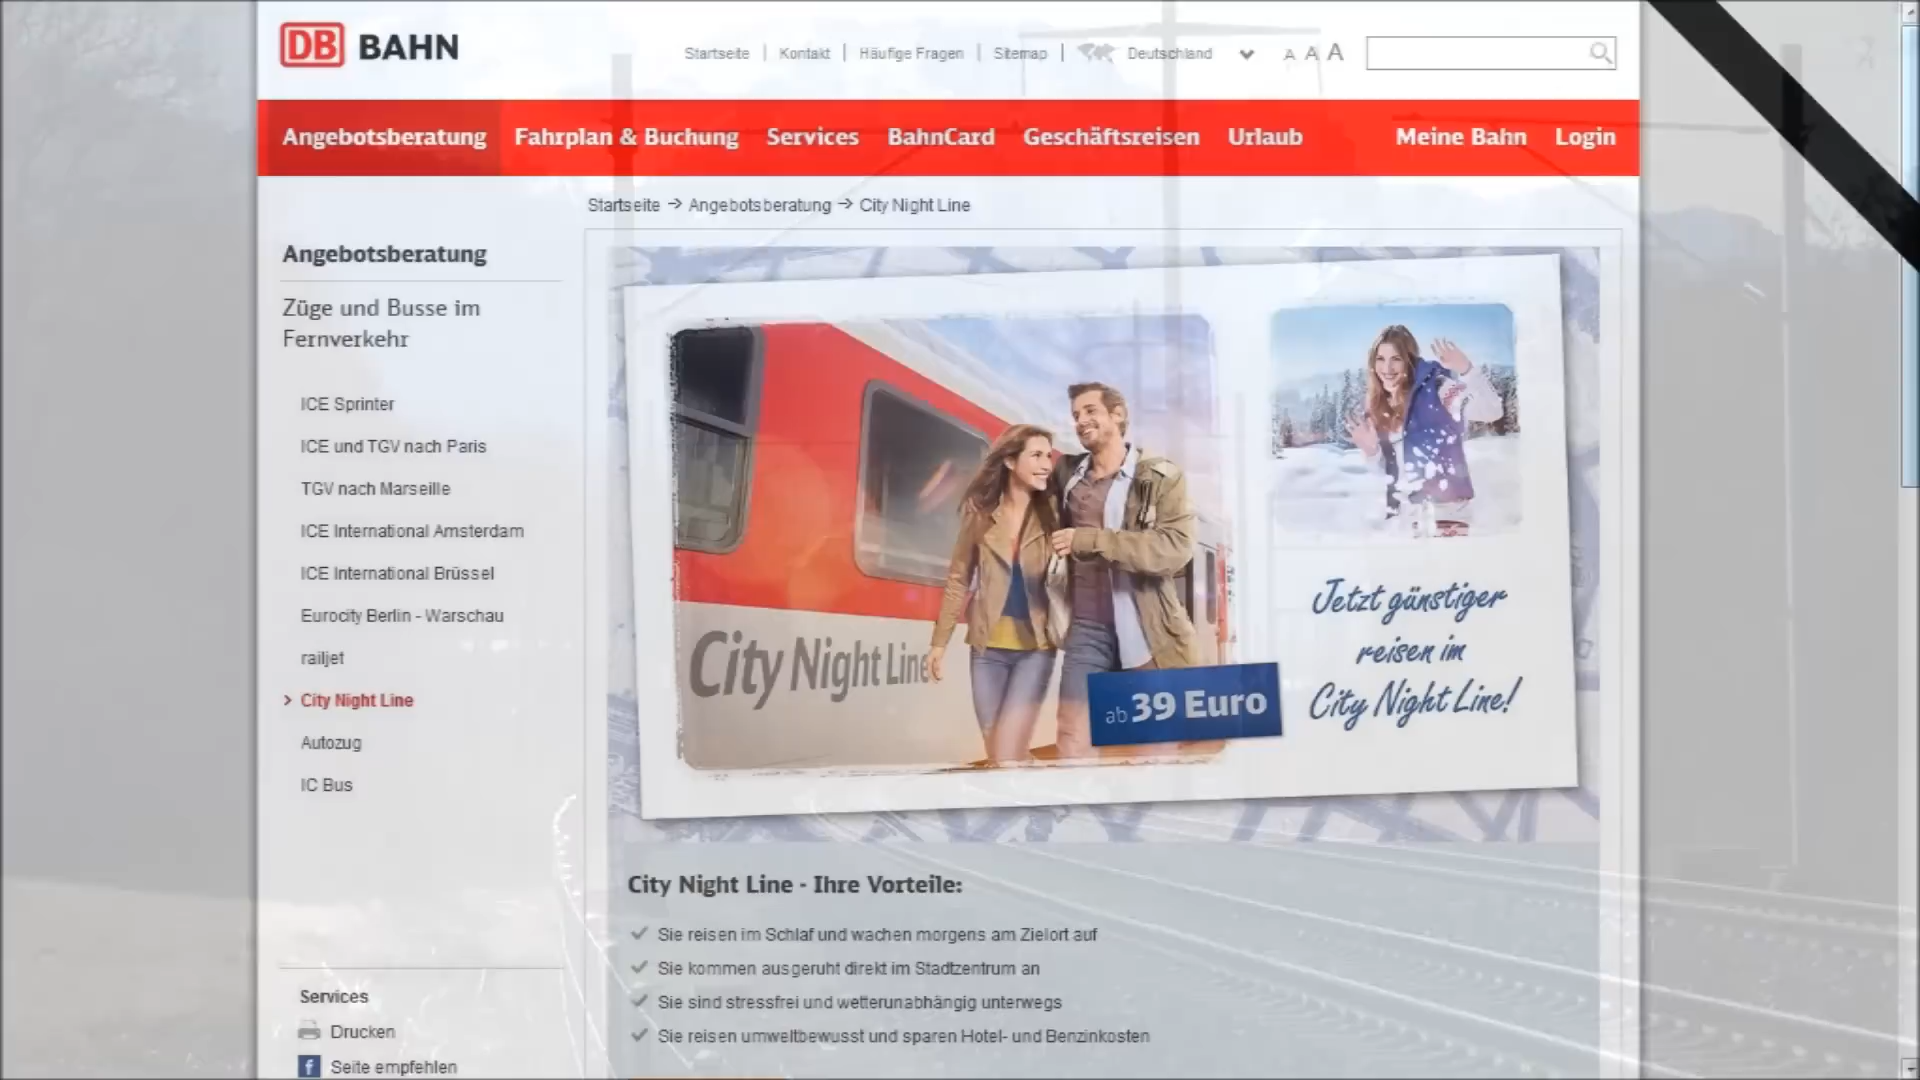 DB BAHN
Startseite | Kontakt | Häufige Fragen | Sitemap | Deutschland A A A
Angebotsberatung Fahrplan & Buchung Services BahnCard Geschäftsreisen Urlaub Meine Bahn Login
Startseite → Angebotsberatung → City Night Line
Angebotsberatung
Züge und Busse im
Fernverkehr
ICE Sprinter
ICE und TGV nach Paris
TGV nach Marseille
ICE International Amsterdam
ICE International Brüssel
Eurocity Berlin - Warschau
railjet
> City Night Line
Autozug
IC Bus
Services
Drucken
f Seite empfehlen
City Night Line
ab 39 Euro
Jetzt günstiger
reisen im
City Night Line!
City Night Line - Ihre Vorteile:
Sie reisen im Schlaf und wachen morgens am Zielort auf
Sie kommen ausgeruht direkt im Stadtzentrum an
Sie sind stressfrei und wetterunabhängig unterwegs
Sie reisen umweltbewusst und sparen Hotel- und Benzinkosten